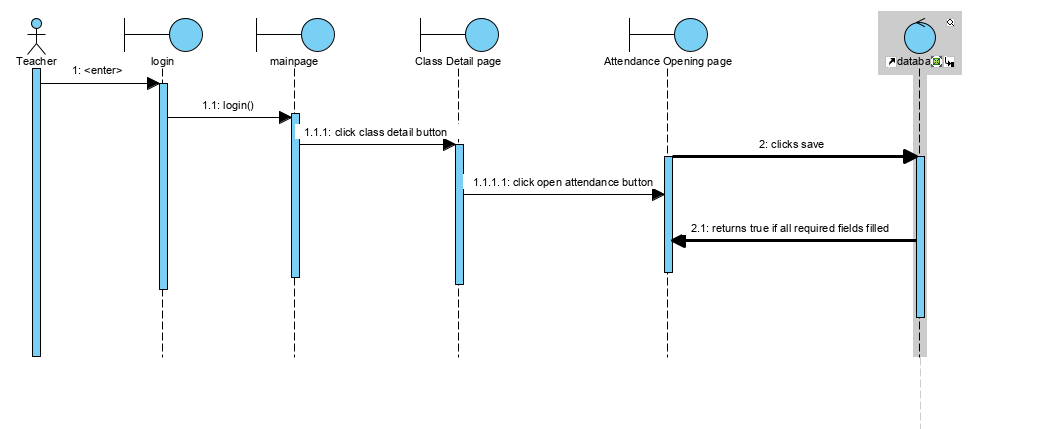 Teacher
login
mainpage
Class Detail page
Attendance Opening page
1: <enter>
1.1: login()
1.1.1: click class detail button
2: clicks save
1.1.1.1: click open attendance button
2.1: returns true if all required fields filled